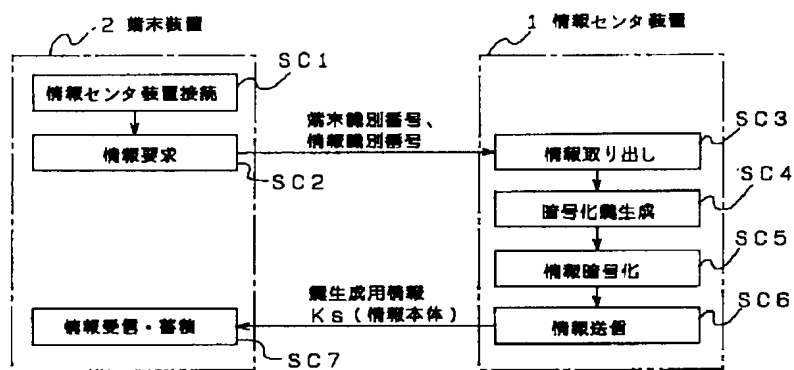 2 端末装置
1 情報センタ装置
SC1
情報センタ装置接続
端末識別番号、
情報識別番号
情報要求
SC2
SC3
情報取り出し
SC4
暗号化鍵生成
SC5
情報暗号化
鍵生成用情報
Ks(情報本体)
SC6
情報送信
情報受信・蓄積
SC7